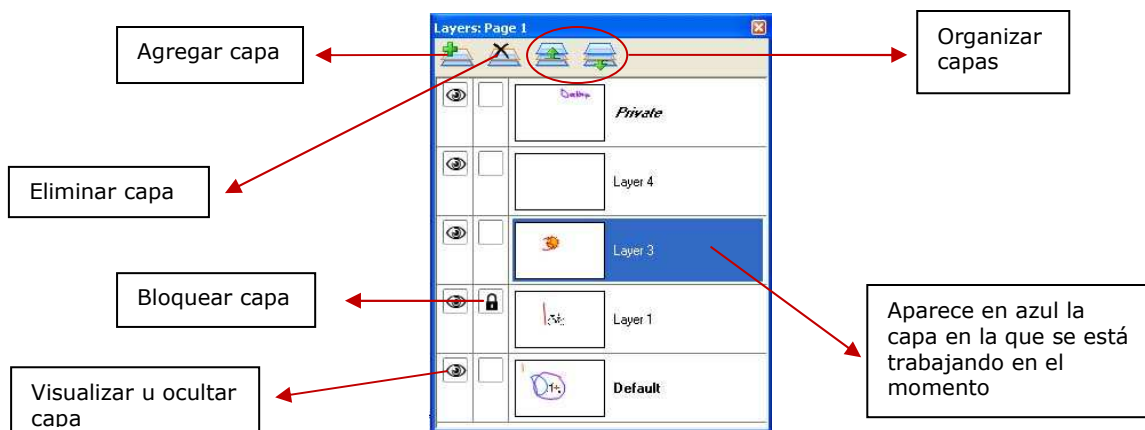 Layers: Page 1
Agregar capa
Organizar
capas
Private
Eliminar capa
Layer 4
Layer 3
Bloquear capa
Layer 1
Aparece en azul la
capa en la que se está
trabajando en el
momento
Visualizar u ocultar
capa
Default